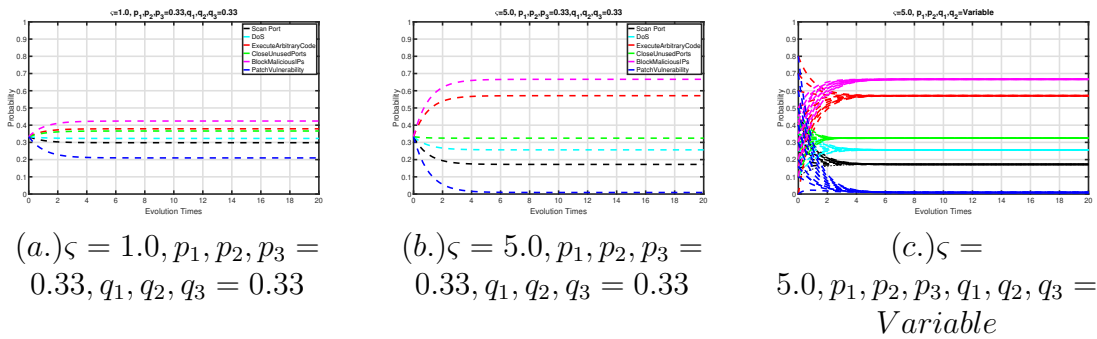 ς=1.0, p1,p2,p3=0.33,q1,q2,q3=0.33
Probability
1
0.9
0.8
0.7
0.6
0.5
0.4
0.3
0.2
0.1
0
Scan Port
DoS
ExecuteArbitraryCode
CloseUnusedPorts
BlockMaliciousIPs
PatchVulnerability
0 2 4 6 8 10 12 14 16 18 20
Evolution Times
(a.)ς = 1.0, p1, p2, p3 =
0.33, q1, q2, q3 = 0.33
ς=5.0, p1,p2,p3=0.33,q1,q2,q3=0.33
Probability
1
0.9
0.8
0.7
0.6
0.5
0.4
0.3
0.2
0.1
0
Scan Port
DoS
ExecuteArbitraryCode
CloseUnusedPorts
BlockMaliciousIPs
PatchVulnerability
0 2 4 6 8 10 12 14 16 18 20
Evolution Times
(b.)ς = 5.0, p1, p2, p3 =
0.33, q1, q2, q3 = 0.33
ς=5.0, p1,p2,q1,q2=Variable
Probability
1
0.9
0.8
0.7
0.6
0.5
0.4
0.3
0.2
0.1
0
0 2 4 6 8 10 12 14 16 18 20
Evolution Times
(c.)ς =
5.0, p1, p2, p3, q1, q2, q3 =
Variable